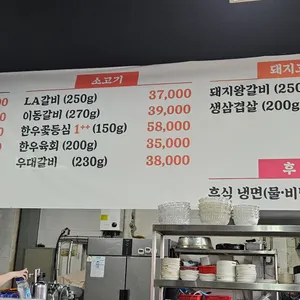 소고기
LA갈비 (250g) 37,000
이동갈비 (270g) 39,000
한우꽃등심 1++ (150g) 58,000
한우육회 (200g) 35,000
우대갈비 (230g) 38,000
돼지고
돼지왕갈비 (250
생삼겹살 (200g
후
후식 냉면(물·비